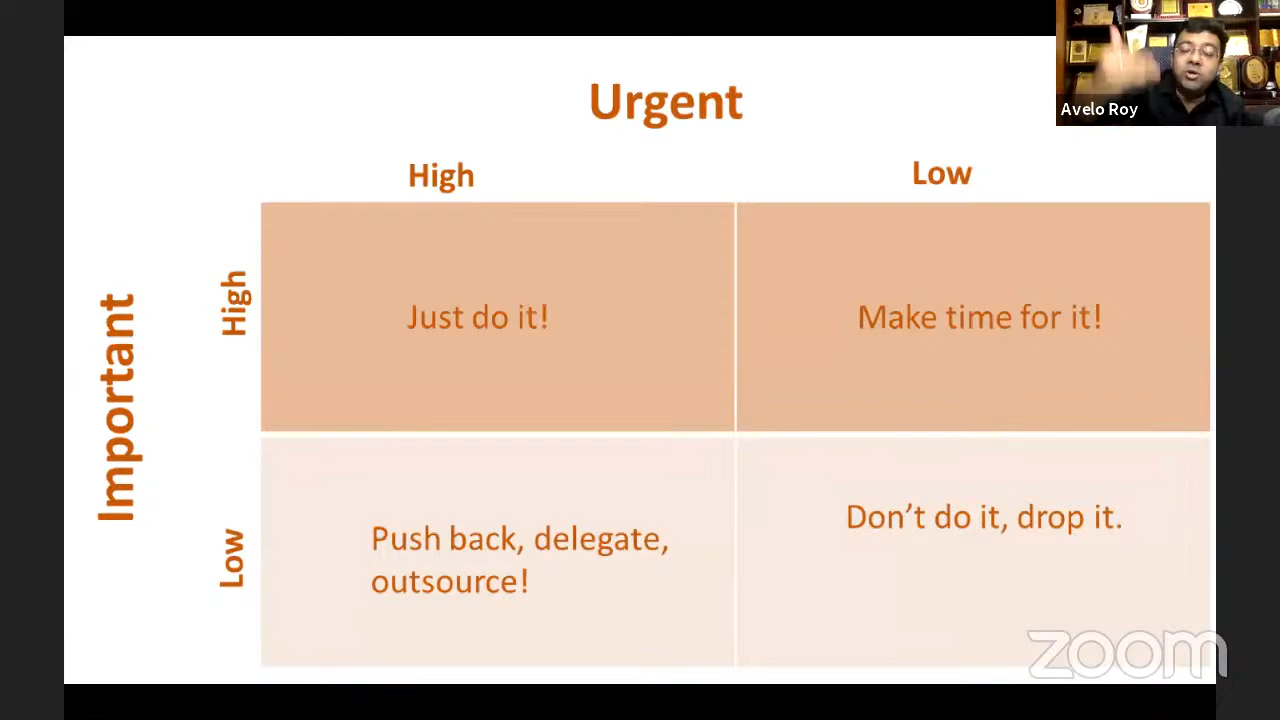 Urgent
Avelo Roy
High
Low
High
Just do it!
Make time for it!
Important
Low
Push back, delegate,
outsource!
Don't do it, drop it.
zoom